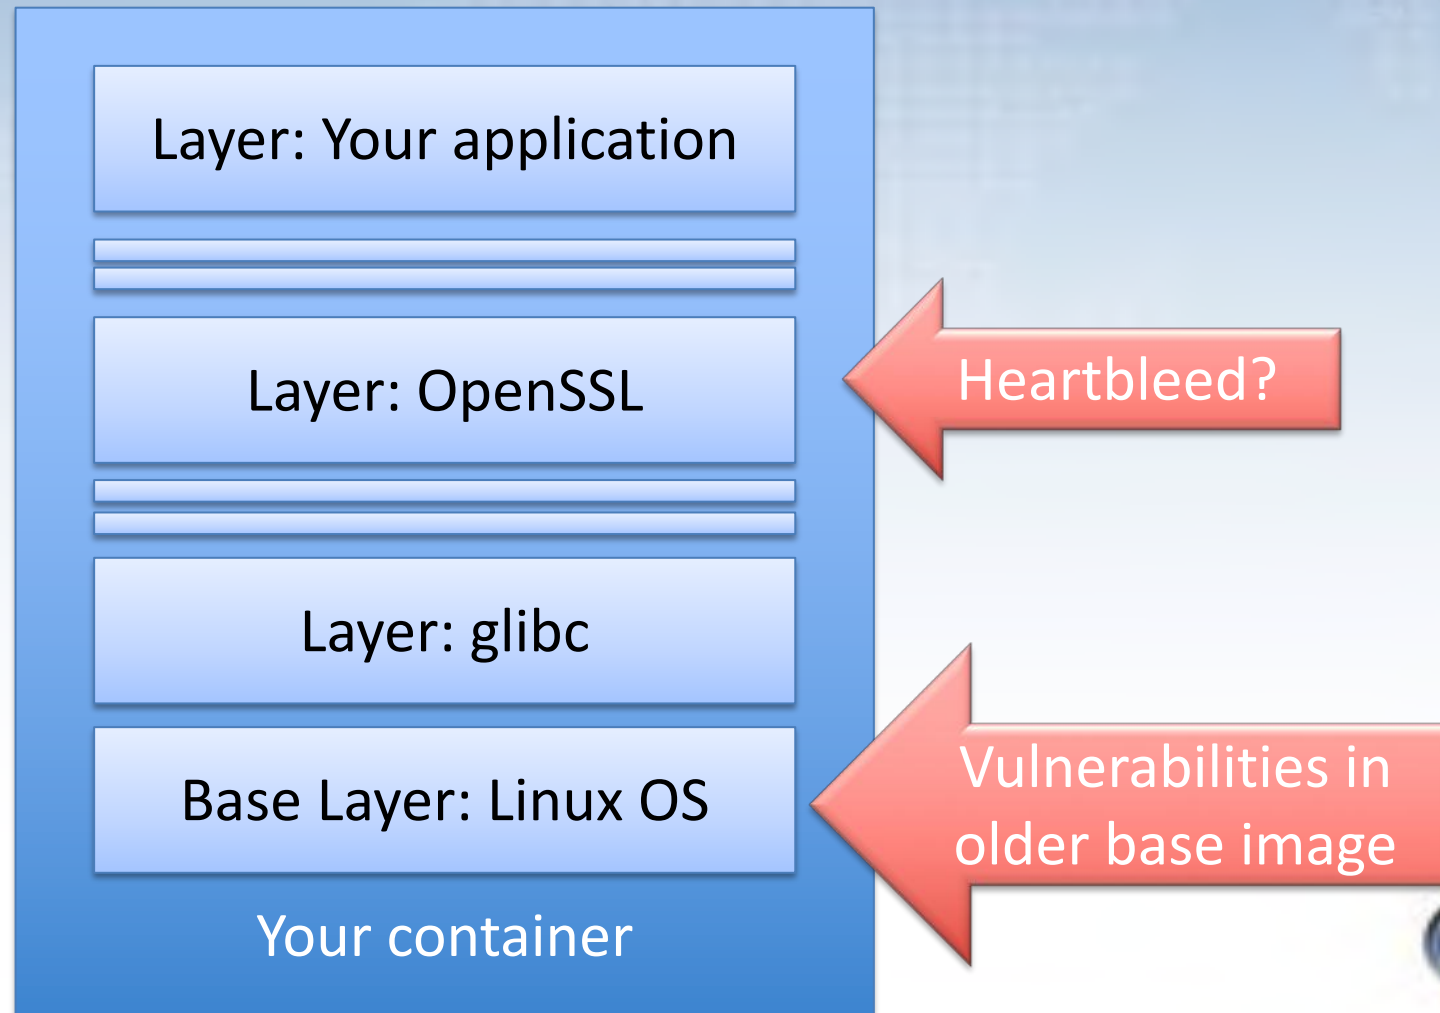 Layer: Your application
Layer: OpenSSL
Heartbleed?
Layer: glibc
Base Layer: Linux OS
Vulnerabilities in
older base image
Your container